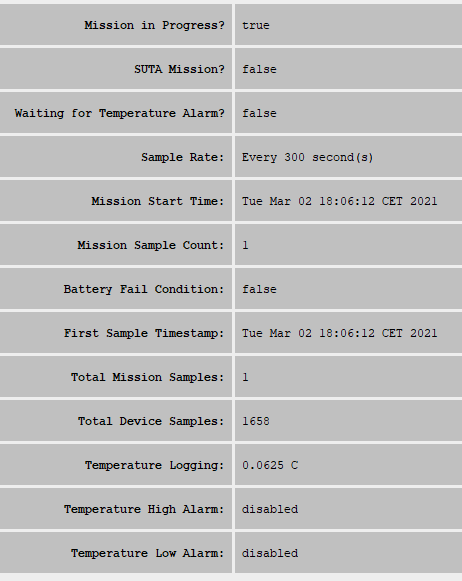 Mission in Progress? true
SUTA Mission? false
Waiting for Temperature Alarm? false
Sample Rate: Every 300 second(s)
Mission Start Time: Tue Mar 02 18:06:12 CET 2021
Mission Sample Count: 1
Battery Fail Condition: false
First Sample Timestamp: Tue Mar 02 18:06:12 CET 2021
Total Mission Samples: 1
Total Device Samples: 1658
Temperature Logging: 0.0625 C
Temperature High Alarm: disabled
Temperature Low Alarm: disabled